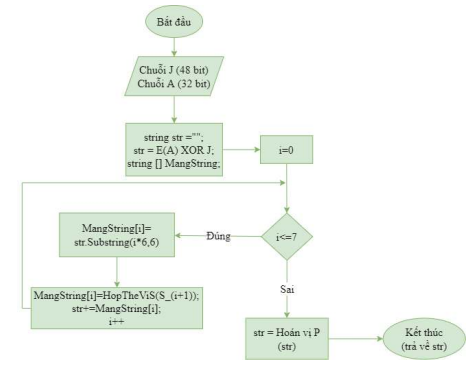 Bắt đầu
Chuỗi J (48 bit)
Chuỗi A (32 bit)
string str ="";
str = E(A) XOR J;
string [] MangString;
i=0
i<=7
Đúng
MangString[i]=
str.Substring(i*6,6)
MangString[i]=HopTheViS(S_(i+1));
str+=MangString[i];
i++
Sai
str = Hoán vị P
(str)
Kết thúc
(trả về str)